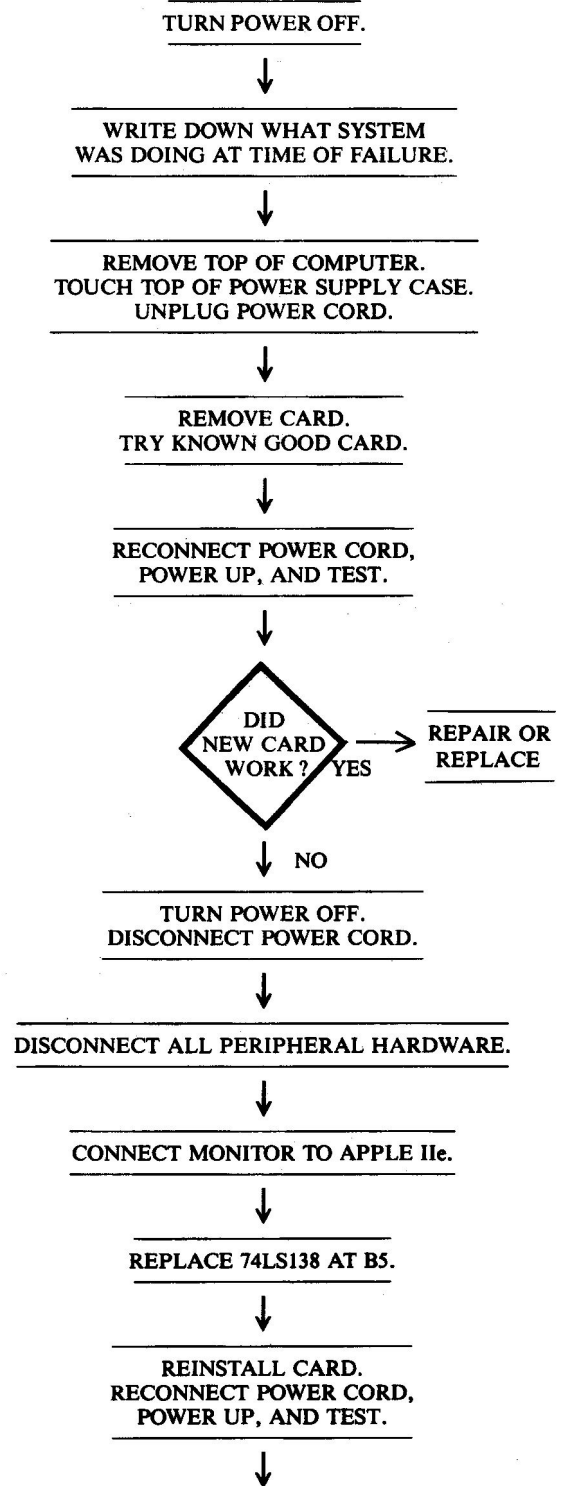 TURN POWER OFF.
WRITE DOWN WHAT SYSTEM
WAS DOING AT TIME OF FAILURE.
REMOVE TOP OF COMPUTER.
TOUCH TOP OF POWER SUPPLY CASE.
UNPLUG POWER CORD.
REMOVE CARD.
TRY KNOWN GOOD CARD.
RECONNECT POWER CORD,
POWER UP, AND TEST.
DID
NEW CARD
WORK?
YES
REPAIR OR
REPLACE
NO
TURN POWER OFF.
DISCONNECT POWER CORD.
DISCONNECT ALL PERIPHERAL HARDWARE.
CONNECT MONITOR TO APPLE IIe.
REPLACE 74LS138 AT B5.
REINSTALL CARD.
RECONNECT POWER CORD,
POWER UP, AND TEST.